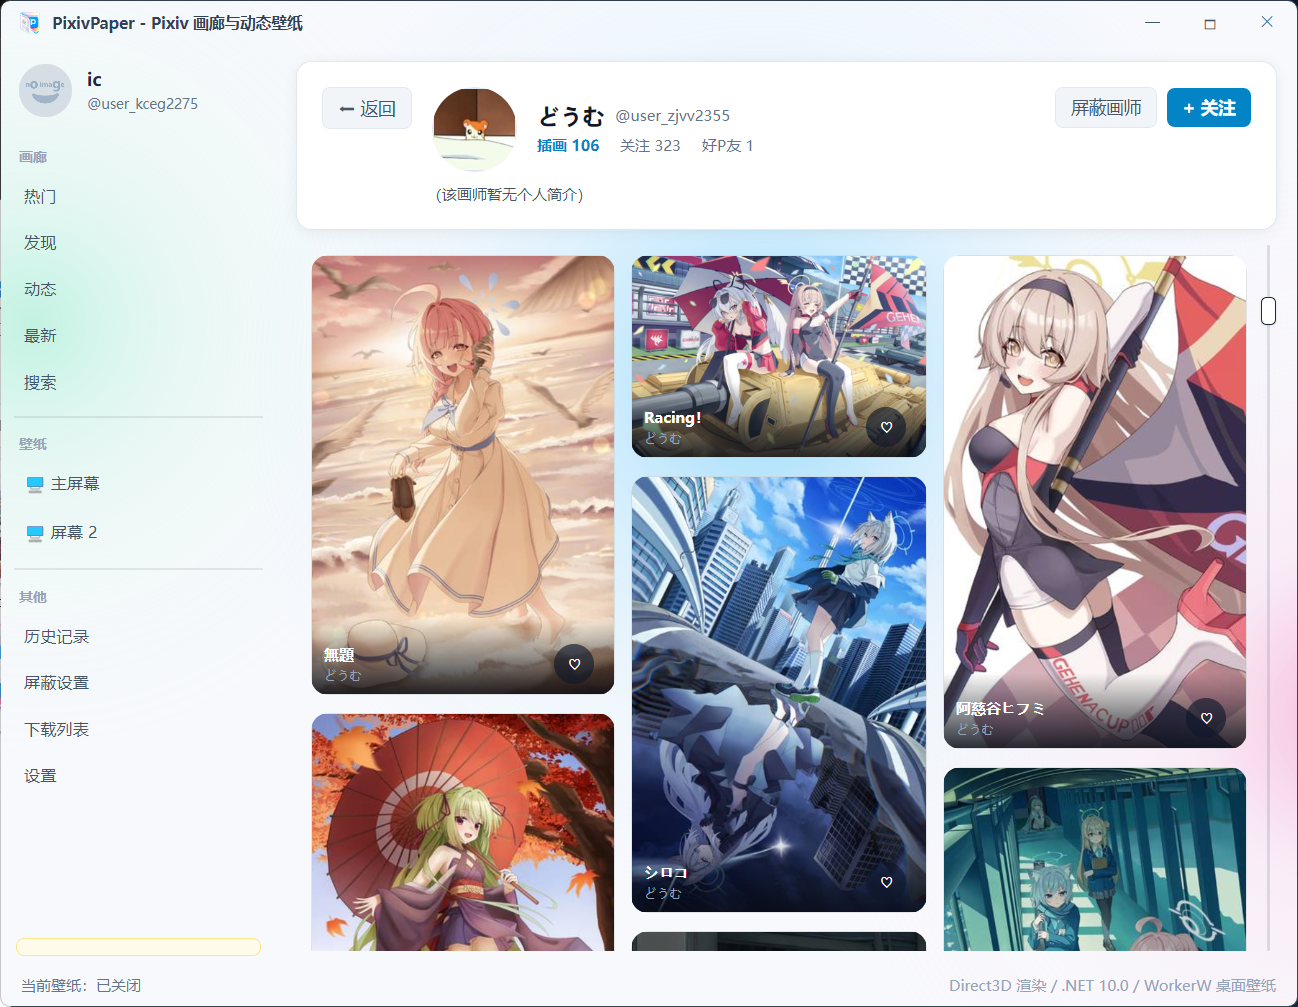 PixivPaper - Pixiv 画廊与动态壁纸
no image
ic
@user_kceg2275
画廊
热门
发现
动态
最新
搜索
壁纸
主屏幕
屏幕 2
其他
历史记录
屏蔽设置
下载列表
设置
← 返回
どうむ @user_zjvv2355
插画 106 关注 323 好P友 1
(该画师暂无个人简介)
屏蔽画师
+ 关注
無題
どうむ
GEHE
Racing!
どうむ
シロコ
どうむ
GEHENACUP
阿慈谷ヒフミ
どうむ
当前壁纸：已关闭
Direct3D 渲染 / .NET 10.0 / WorkerW 桌面壁纸